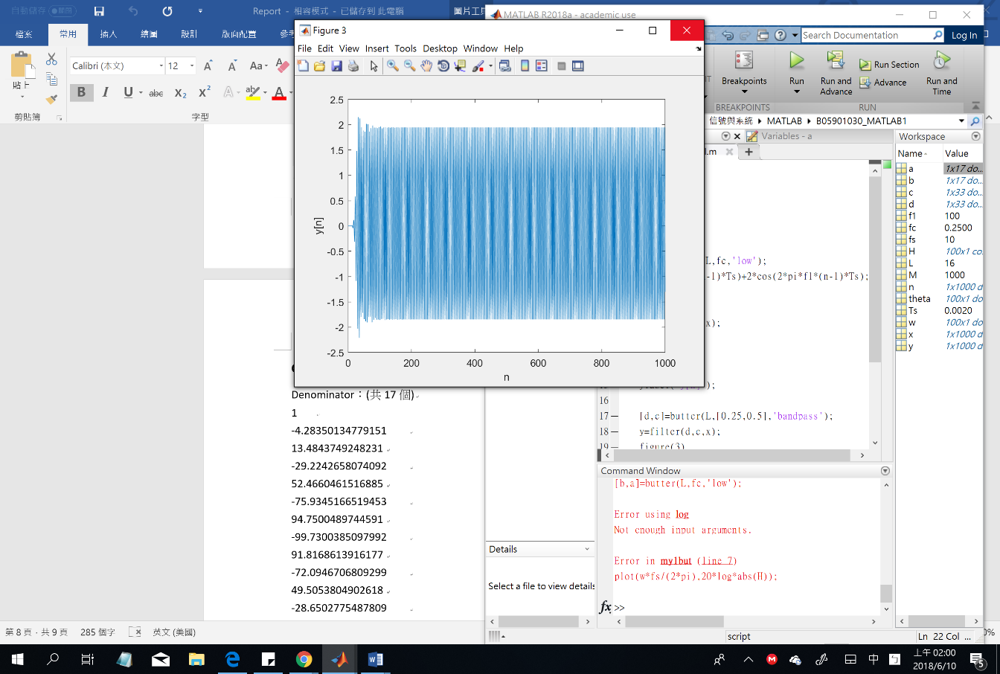 自動儲存 關閉
Report - 相容模式 - 已儲存到 此電腦
圖片工具
MATLAB R2018a - academic use
檔案 常用 插入 繪圖 設計 版面配置 參考
Calibri (本文) 12
貼上
剪貼簿
字型
Figure 3
File Edit View Insert Tools Desktop Window Help
Search Documentation
Log In
Breakpoints
Run
Run and Advance
Run Section
Advance
Run and Time
BREAKPOINTS
RUN
信號與系統 MATLAB B05901030_MATLAB1
Variables - a
l.m
2.5
2
1.5
1
0.5
0
-0.5
-1
-1.5
-2
-2.5
y[n]
0 200 400 600 800 1000
n
L,fc,'low');
-1)*Ts)+2*cos(2*pi*f1*(n-1)*Ts);
x);
16
17 [d,c]=butter(L,[0.25,0.5],'bandpass');
18 y=filter(d,c,x);
19 figure(3)
Workspace
Name Value
a 1x17 do...
b 1x17 do...
c 1x33 do...
d 1x33 do...
f1 100
fc 0.2500
fs 10
H 100x1 co...
L 16
M 1000
n 1x1000 d
theta 100x1 do
Ts 0.0020
w 100x1 do
x 1x1000 d
y 1x1000 d
Denominator：(共 17 個)
1
-4.28350134779151
13.4843749248231
-29.2242658074092
52.4660461516885
-75.9345166519453
94.7500489744591
-99.7300385097992
91.8168613916177
-72.0946706809299
49.5053804902618
-28.6502775487809
Details
Select a file to view details
Command Window
[b,a]=butter(L,fc,'low');
Error using log
Not enough input arguments.
Error in my1but (line 7)
plot(w*fs/(2*pi),20*log*abs(H));
fx >>
第 8 頁，共 9 頁 285 個字 英文 (美國)
script
Ln 22 Col ...
0%
中
上午 02:00
2018/6/10
5